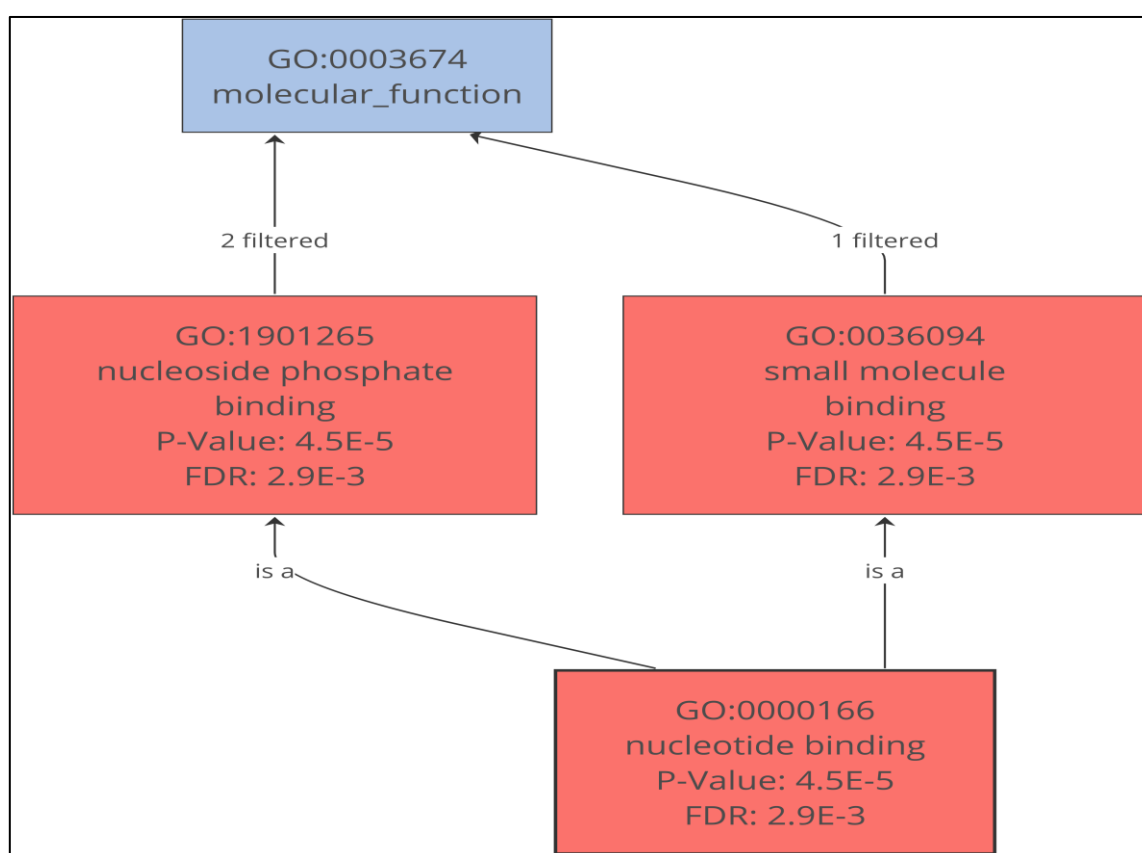 GO:0003674
molecular_function
2 filtered
1 filtered
GO:1901265
nucleoside phosphate
binding
P-Value: 4.5E-5
FDR: 2.9E-3
GO:0036094
small molecule
binding
P-Value: 4.5E-5
FDR: 2.9E-3
is a
is a
GO:0000166
nucleotide binding
P-Value: 4.5E-5
FDR: 2.9E-3